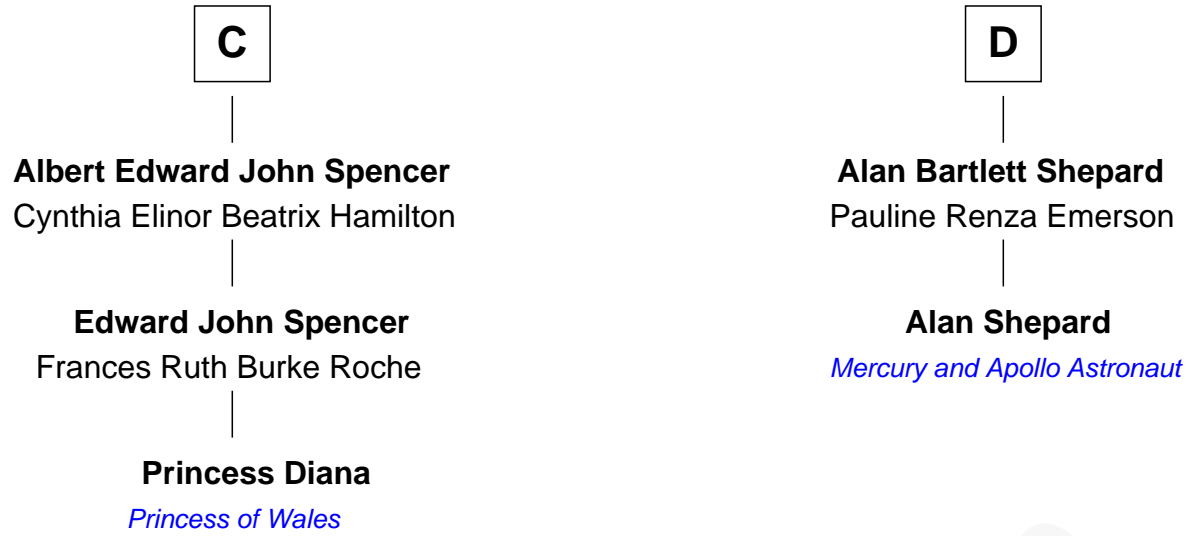 C
Albert Edward John Spencer
Cynthia Elinor Beatrix Hamilton
Edward John Spencer
Frances Ruth Burke Roche
Princess Diana
Princess of Wales
D
Alan Bartlett Shepard
Pauline Renza Emerson
Alan Shepard
Mercury and Apollo Astronaut